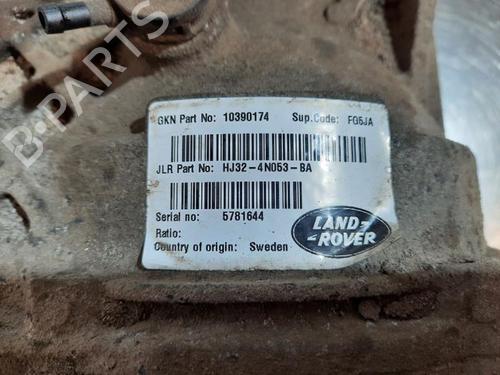 GKN Part No: 10390174 Sup.Code: FQ5JA
JLR Part No: HJ32-4N053-BA
Serial no: 5781644
Ratio:
Country of origin: Sweden
LAND-
-ROVER
B-PARTS